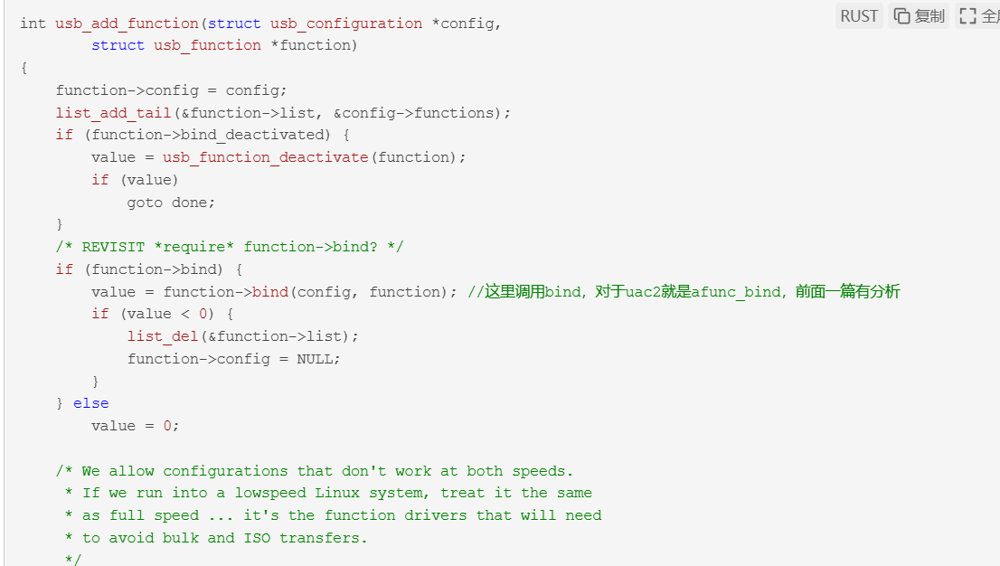 RUST 复制 全
int usb_add_function(struct usb_configuration *config,
        struct usb_function *function)
{
    function->config = config;
    list_add_tail(&function->list, &config->functions);
    if (function->bind_deactivated) {
        value = usb_function_deactivate(function);
        if (value)
            goto done;
    }
    /* REVISIT *require* function->bind? */
    if (function->bind) {
        value = function->bind(config, function); //这里调用bind，对于uac2就是afunc_bind，前面一篇有分析
        if (value < 0) {
            list_del(&function->list);
            function->config = NULL;
        }
    } else
        value = 0;
    /* We allow configurations that don't work at both speeds.
     * If we run into a lowspeed Linux system, treat it the same
     * as full speed ... it's the function drivers that will need
     * to avoid bulk and ISO transfers.
     */